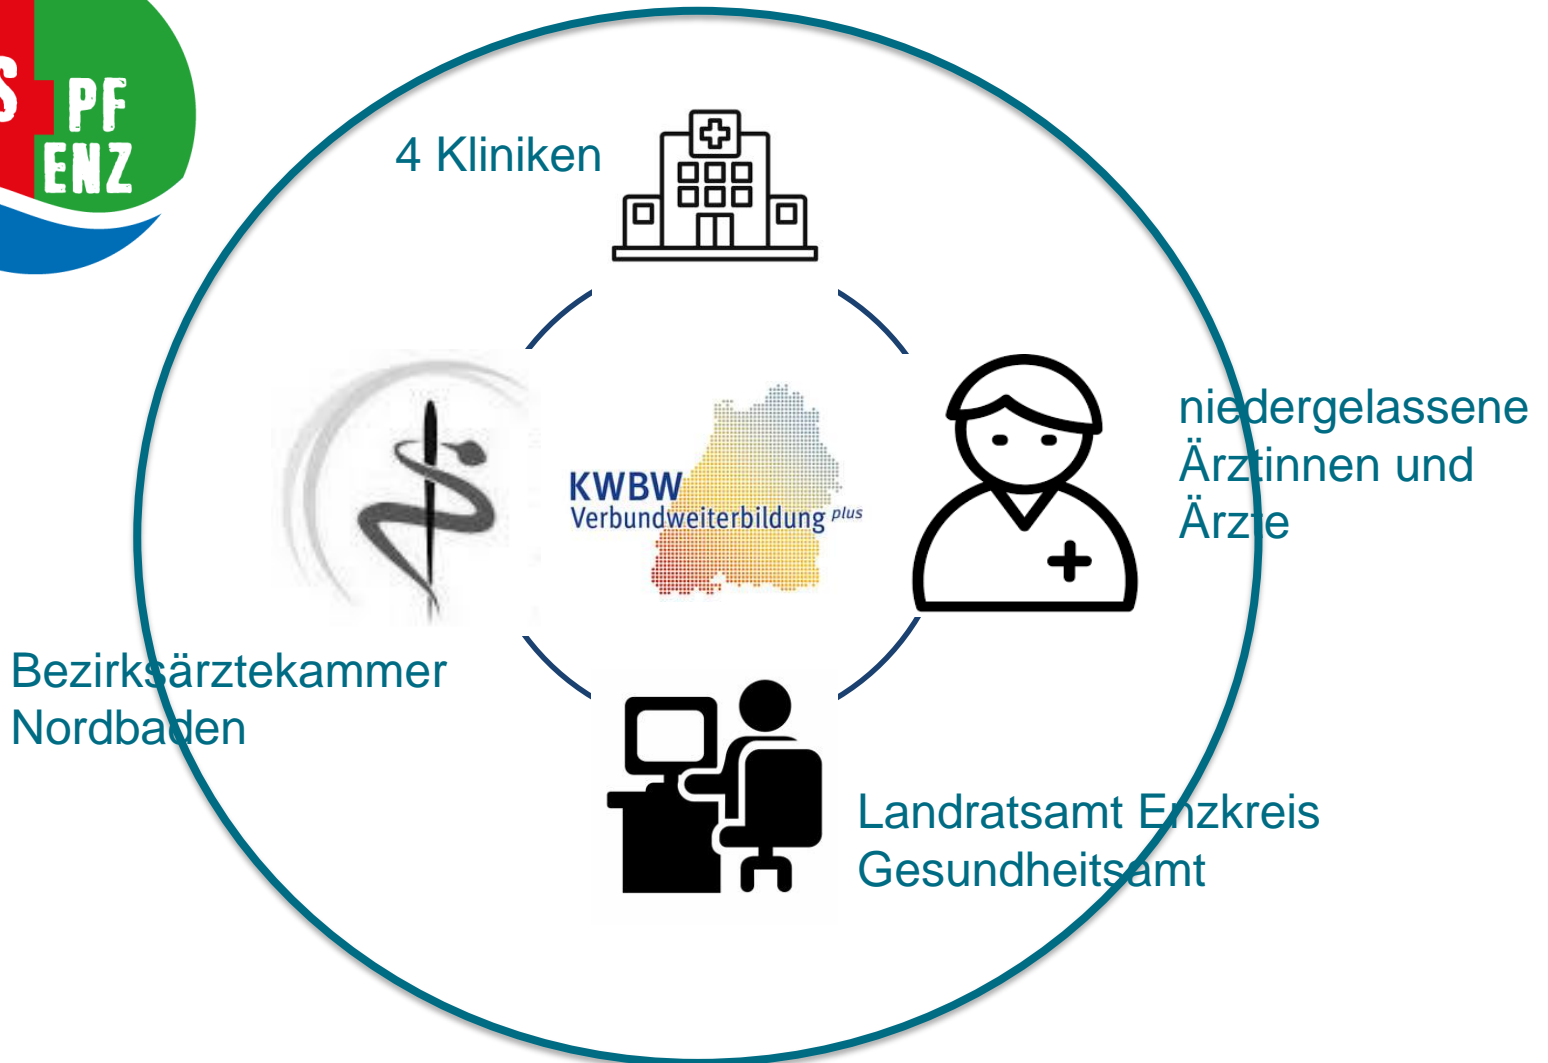 S PF
ENZ
4 Kliniken
niedergelassene
Ärztinnen und
Ärzte
KWBW
Verbundweiterbildung plus
Bezirksärztekammer
Nordbaden
Landratsamt Enzkreis
Gesundheitsamt